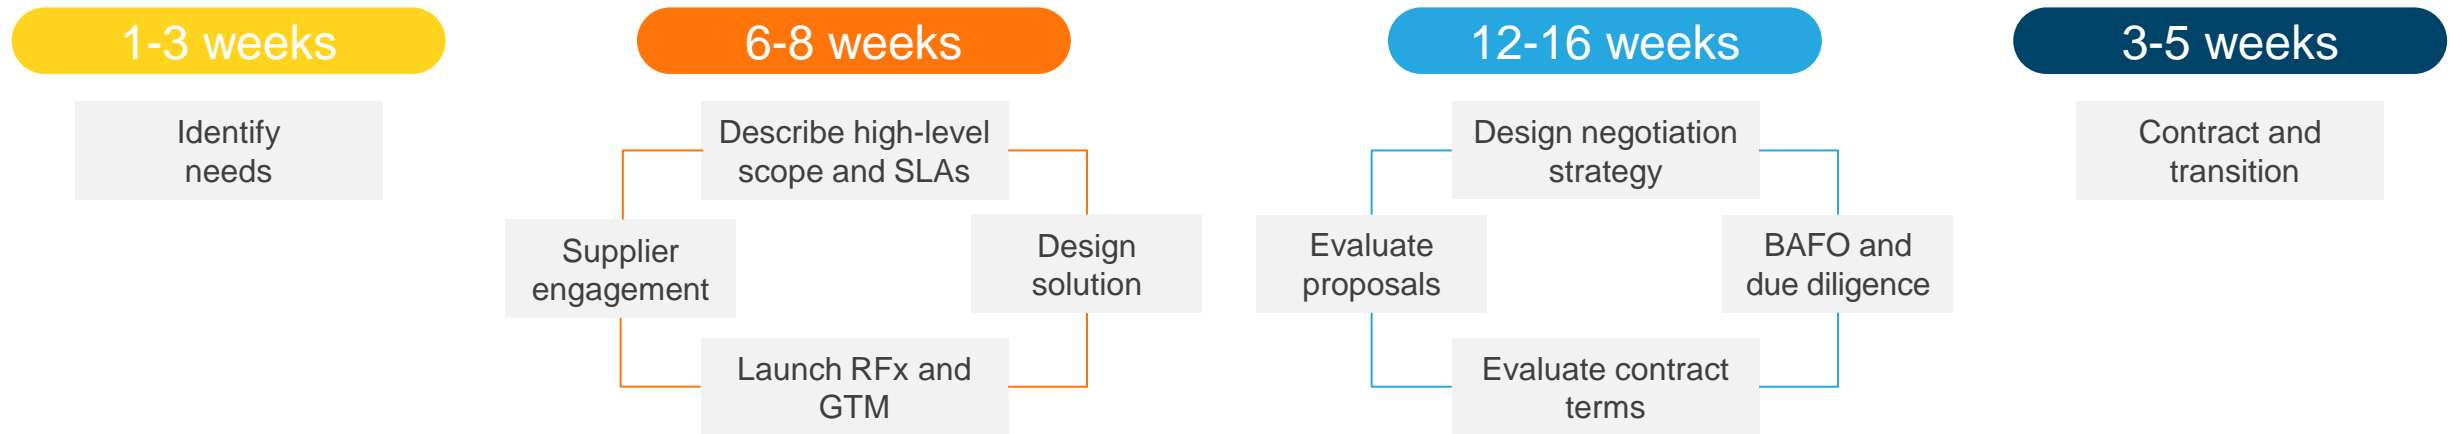 1-3 weeks
6-8 weeks
12-16 weeks
3-5 weeks
Identify
needs
Describe high-level
scope and SLAs
Supplier
engagement
Design
solution
Launch RFx and
GTM
Design negotiation
strategy
Evaluate
proposals
BAFO and
due diligence
Evaluate contract
terms
Contract and
transition